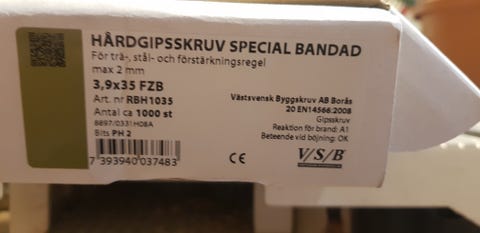 HÅRDGIPSSKRUV SPECIAL BANDAD
För trä-, stål- och förstärkningsregel
max 2 mm
3,9x35 FZB
Art. nr RBH1035
Antal ca 1000 st
8897/0331H08A
Bits PH 2
7 393940 037483
Västsvensk Byggskruv AB Borås
20 EN14566:2008
Gipsskruv
Reaktion för brand: A1
Beteende vid böjning: OK
CE
V/S/B